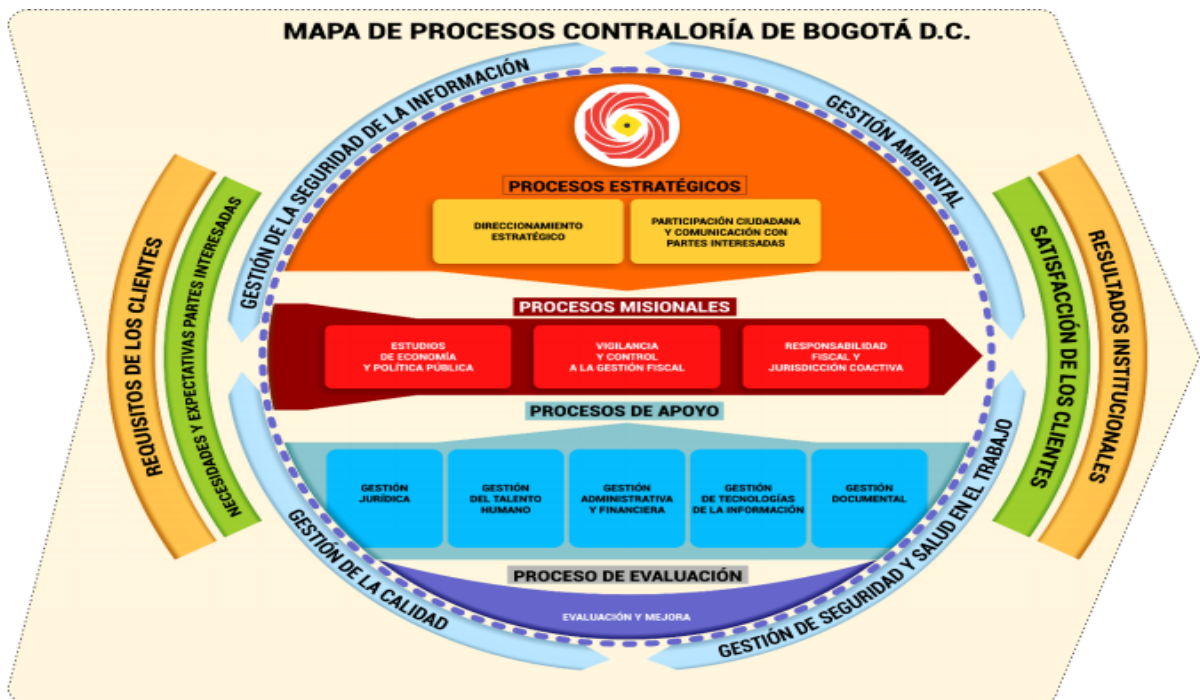 MAPA DE PROCESOS CONTRALORÍA DE BOGOTÁ D.C.
GESTIÓN DE LA SEGURIDAD DE LA INFORMACIÓN
GESTIÓN AMBIENTAL
REQUISITOS DE LOS CLIENTES
NECESIDADES Y EXPECTATIVAS PARTES INTERESADAS
PROCESOS ESTRATÉGICOS
DIRECCIONAMIENTO
ESTRATÉGICO
PARTICIPACIÓN CIUDADANA
Y COMUNICACIÓN CON
PARTES INTERESADAS
PROCESOS MISIONALES
ESTUDIOS
DE ECONOMÍA
Y POLÍTICA PÚBLICA
VIGILANCIA
Y CONTROL
A LA GESTIÓN FISCAL
RESPONSABILIDAD
FISCAL Y
JURISDICCIÓN COACTIVA
PROCESOS DE APOYO
GESTIÓN
JURÍDICA
GESTIÓN
DEL TALENTO
HUMANO
GESTIÓN
ADMINISTRATIVA
Y FINANCIERA
GESTIÓN
DE TECNOLOGÍAS
DE LA INFORMACIÓN
GESTIÓN
DOCUMENTAL
PROCESO DE EVALUACIÓN
EVALUACIÓN Y MEJORA
GESTIÓN DE LA CALIDAD
GESTIÓN DE SEGURIDAD Y SALUD EN EL TRABAJO
SATISFACCIÓN DE LOS CLIENTES
RESULTADOS INSTITUCIONALES